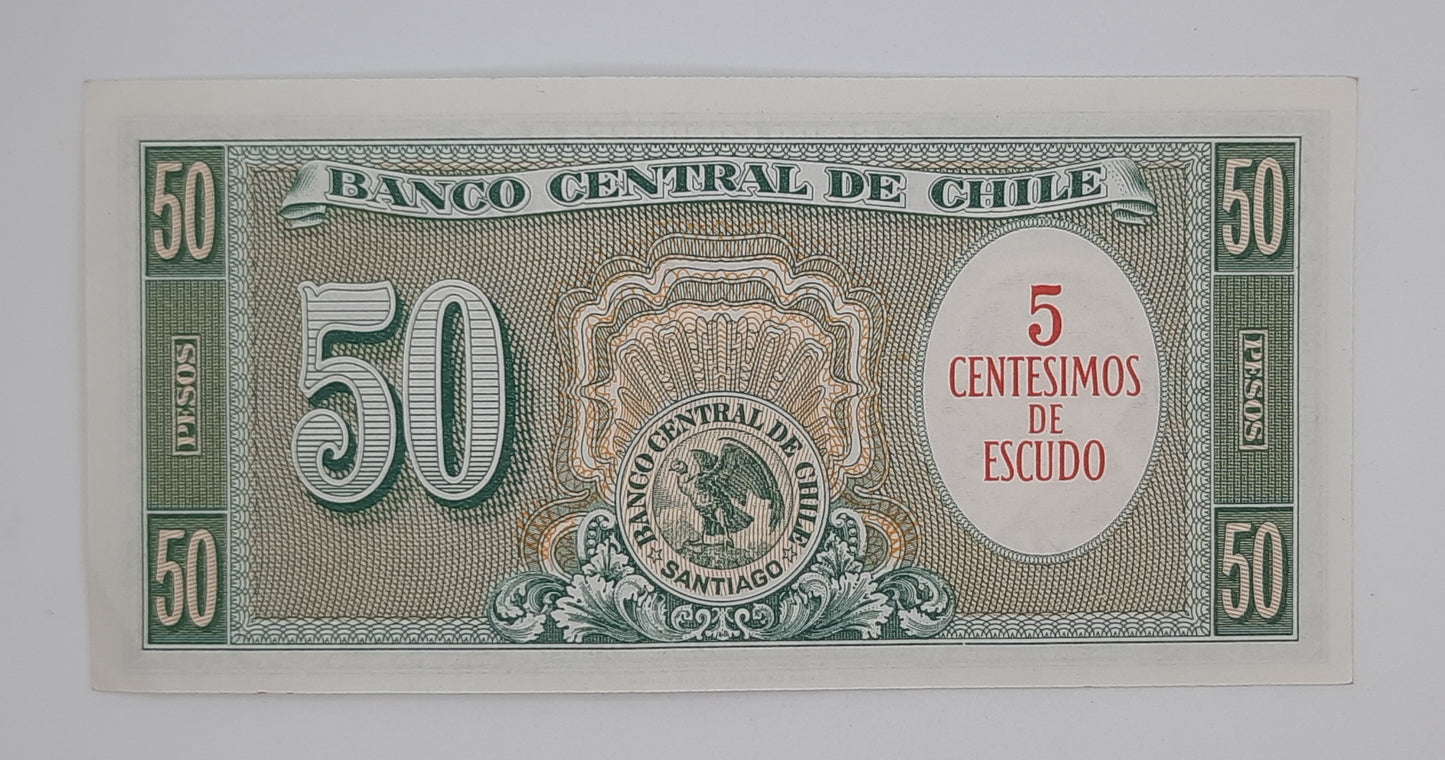 BANCO CENTRAL DE CHILE
50
50
50
5
CENTESIMOS
DE
ESCUDO
PESOS
PESOS
BANCO CENTRAL DE CHILE
SANTIAGO
50
50